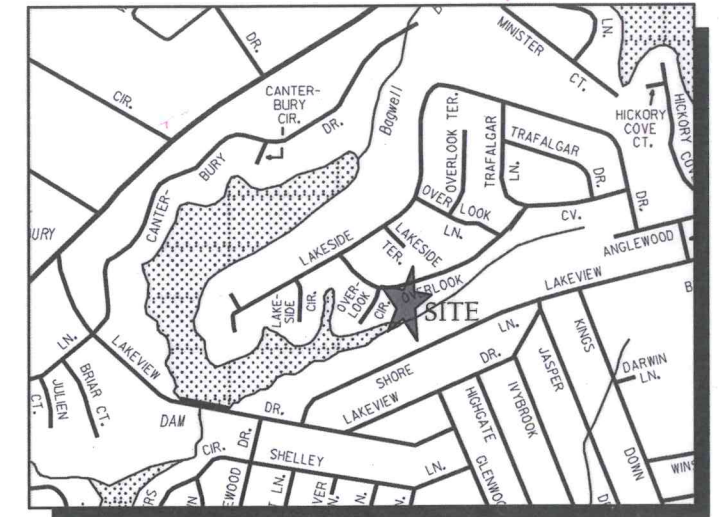 MINISTER
CT.
LN.
DR.
CIR.
CANTER-
BURY
CIR.
DR.
Bagwell
HICKORY
COVE
CT.
HICKORY
OVERLOOK TER.
TRAFALGAR
LN.
TRAFALGAR
DR.
DR.
CANTER-
BURY
OVER
LOOK
LN.
CV.
LAKESIDE
LAKESIDE
TER.
ANGLEWOOD
LAKEVIEW
LAKE-
SIDE
CIR.
OVER-
LOOK
CIR.
OVERLOOK
SITE
LN.
LAKEVIEW
LN.
DR.
KINGS
JASPER
DARWIN
LN.
SHORE
LAKEVIEW
DR.
JULIEN
CT.
BRIAR CT.
DAM
HIGHGATE
IVYBROOK
CIR.
DR.
SHELLEY
LN.
DOWN
LN.